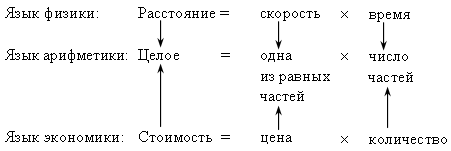 Язык физики: Расстояние = скорость × время
Язык арифметики: Целое = одна × число
из равных частей
частей
Язык экономики: Стоимость = цена × количество